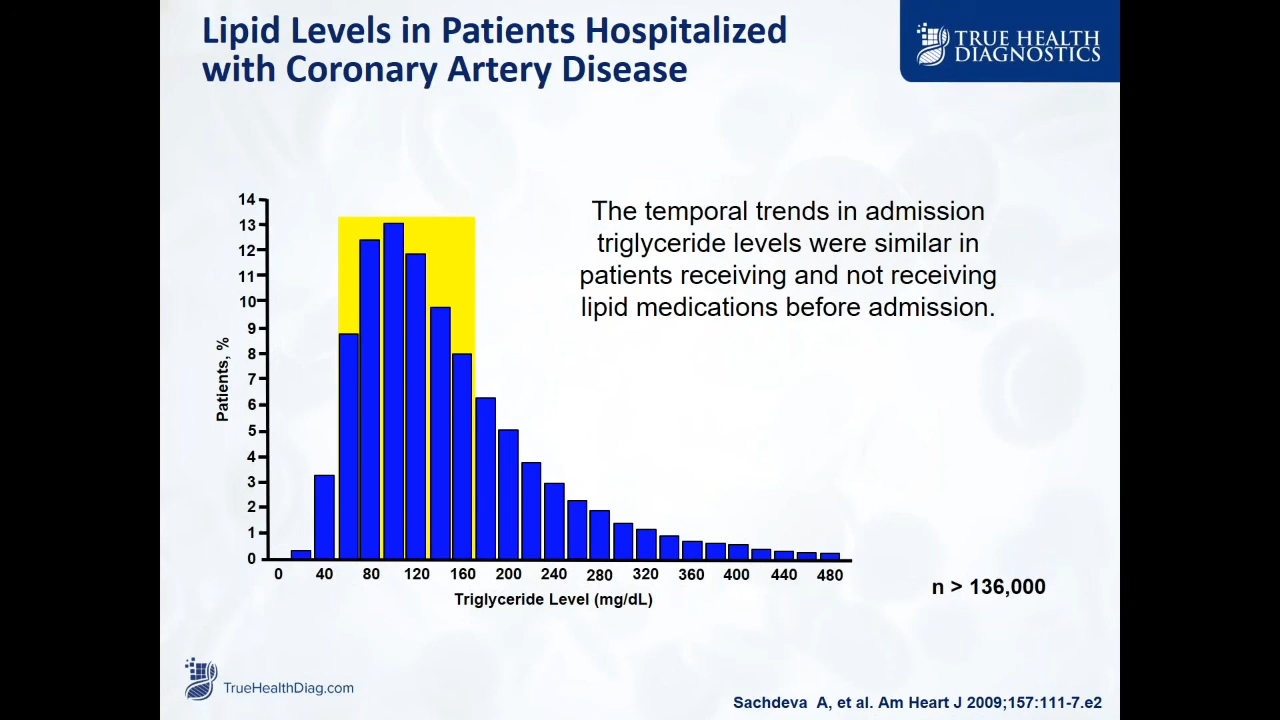 Lipid Levels in Patients Hospitalized
with Coronary Artery Disease
TRUE HEALTH
DIAGNOSTICS
The temporal trends in admission
triglyceride levels were similar in
patients receiving and not receiving
lipid medications before admission.
Patients, %
14
13
12
11
10
9
8
7
6
5
4
3
2
1
0
0 40 80 120 160 200 240 280 320 360 400 440 480
Triglyceride Level (mg/dL)
n > 136,000
TrueHealthDiag.com
Sachdeva A, et al. Am Heart J 2009;157:111-7.e2